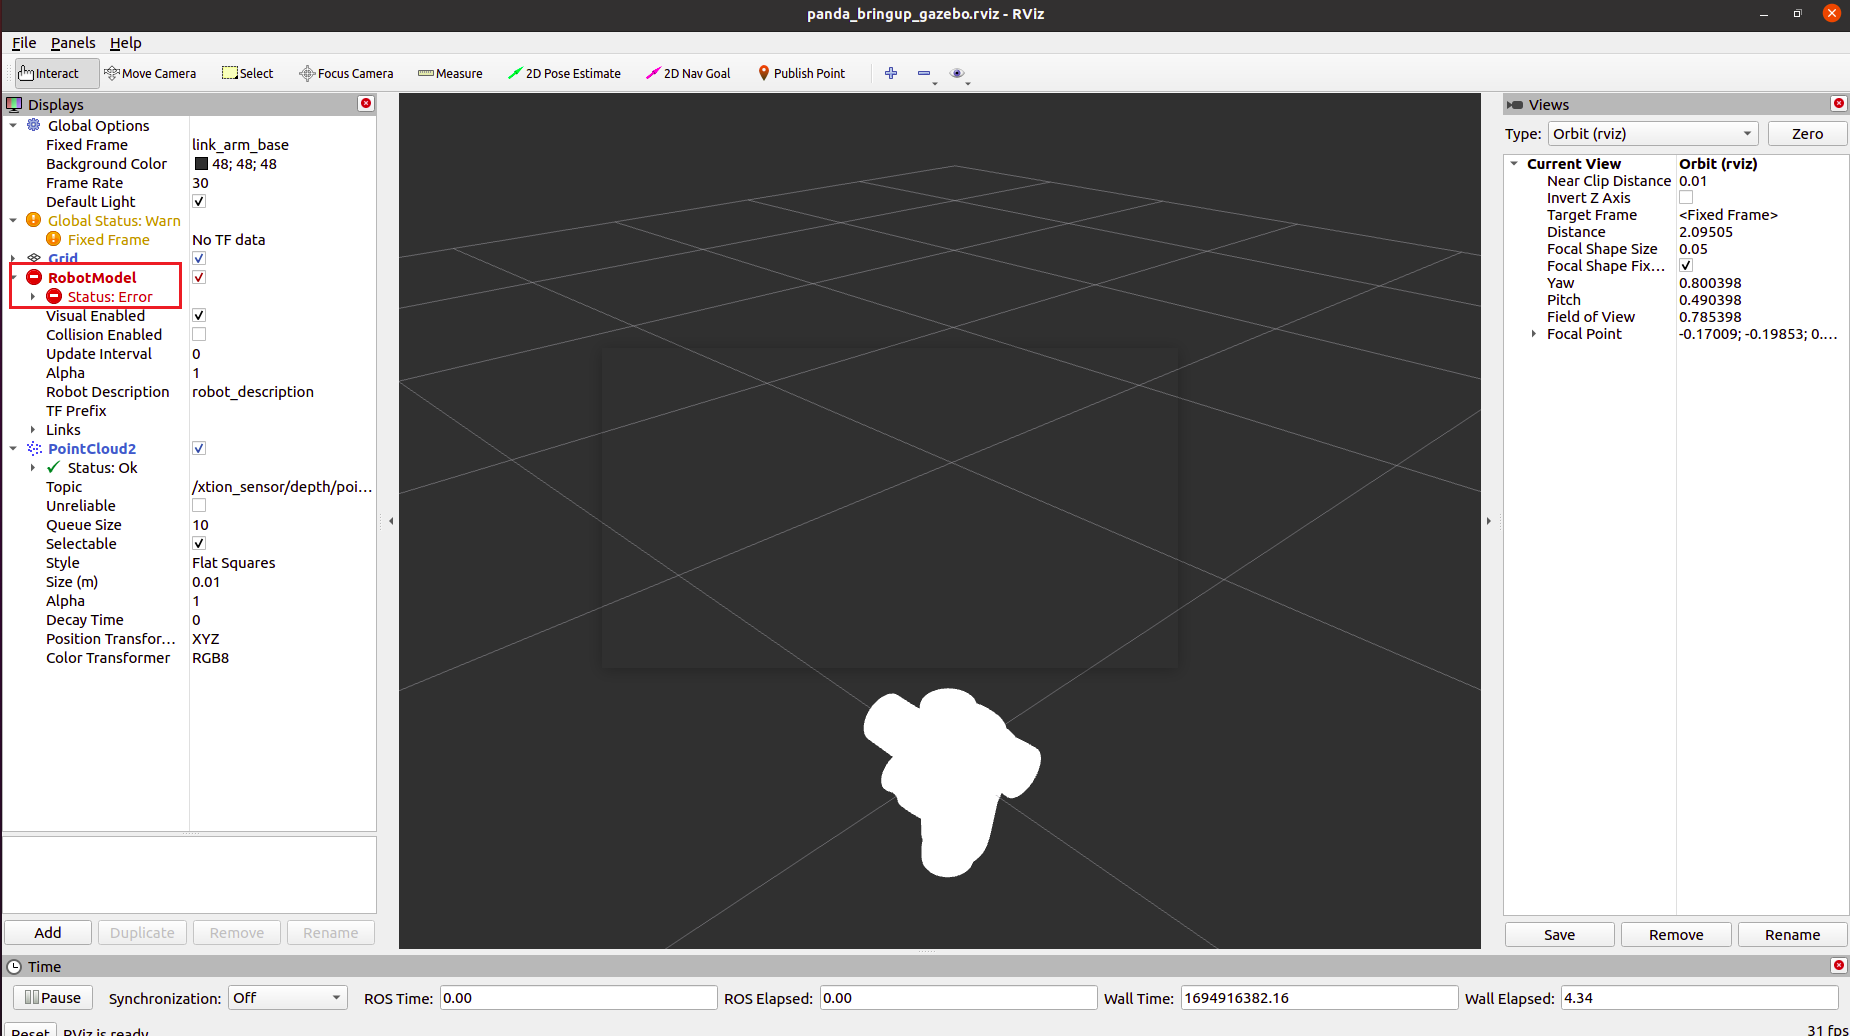 panda_bringup_gazebo.rviz - RViz
File Panels Help
Interact Move Camera Select Focus Camera Measure 2D Pose Estimate 2D Nav Goal Publish Point
Displays
Global Options
Fixed Frame link_arm_base
Background Color 48; 48; 48
Frame Rate 30
Default Light
Global Status: Warn
Fixed Frame No TF data
Grid
RobotModel
Status: Error
Visual Enabled
Collision Enabled
Update Interval 0
Alpha 1
Robot Description robot_description
TF Prefix
Links
PointCloud2
Status: Ok
Topic /xtion_sensor/depth/poi...
Unreliable
Queue Size 10
Selectable
Style Flat Squares
Size (m) 0.01
Alpha 1
Decay Time 0
Position Transfor... XYZ
Color Transformer RGB8
Add Duplicate Remove Rename
Views
Type: Orbit (rviz) Zero
Current View Orbit (rviz)
Near Clip Distance 0.01
Invert Z Axis
Target Frame <Fixed Frame>
Distance 2.09505
Focal Shape Size 0.05
Focal Shape Fix...
Yaw 0.800398
Pitch 0.490398
Field of View 0.785398
Focal Point -0.17009; -0.19853; 0....
Save Remove Rename
Time
Pause Synchronization: Off ROS Time: 0.00 ROS Elapsed: 0.00 Wall Time: 1694916382.16 Wall Elapsed: 4.34
Reset RViz is ready. 31 fps